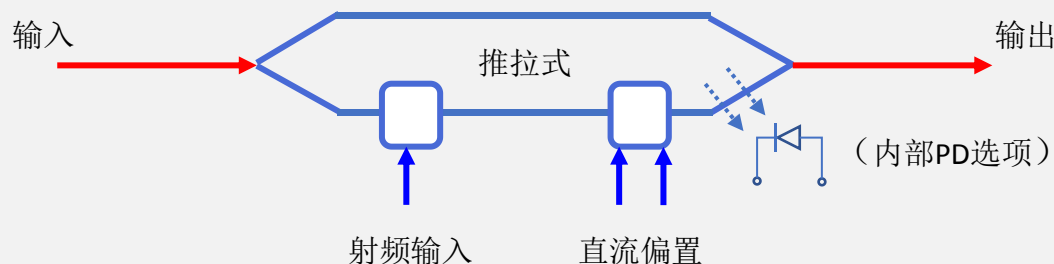 输入
输出
推拉式
（内部PD选项）
射频输入
直流偏置